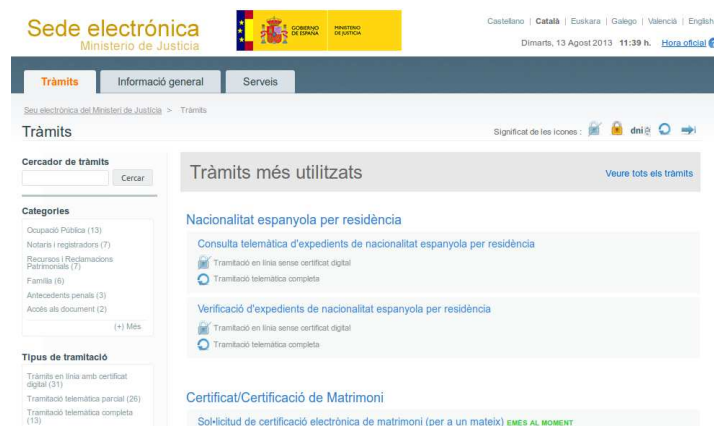 Sede electrónica
Ministerio de Justicia
GOBIERNO
DE ESPAÑA
MINISTERIO
DE JUSTICIA
Castellano | Català | Euskara | Galego | Valencià | English
Dimarts, 13 Agost 2013 11:39 h. Hora oficial
Tràmits Informació general Serveis
Seu electrònica del Ministeri de Justícia > Tràmits
Tràmits
Significat de les icones : dni e
Cercador de tràmits
Cercar
Categories
Ocupació Pública (13)
Notaris i registradors (7)
Recursos i Reclamacions
Patrimonials (7)
Família (6)
Antecedents penals (3)
Accés als document (2)
(+) Més
Tipus de tramitació
Tràmits en línia amb certificat
digital (31)
Tramitació telemàtica parcial (26)
Tramitació telemàtica completa
(13)
Tràmits més utilitzats
Veure tots els tràmits
Nacionalitat espanyola per residència
Consulta telemàtica d'expedients de nacionalitat espanyola per residència
Tramitació en línia sense certificat digital
Tramitació telemàtica completa
Verificació d'expedients de nacionalitat espanyola per residència
Tramitació en línia sense certificat digital
Tramitació telemàtica completa
Certificat/Certificació de Matrimoni
Sol•licitud de certificació electrònica de matrimoni (per a un mateix) EMÈS AL MOMENT